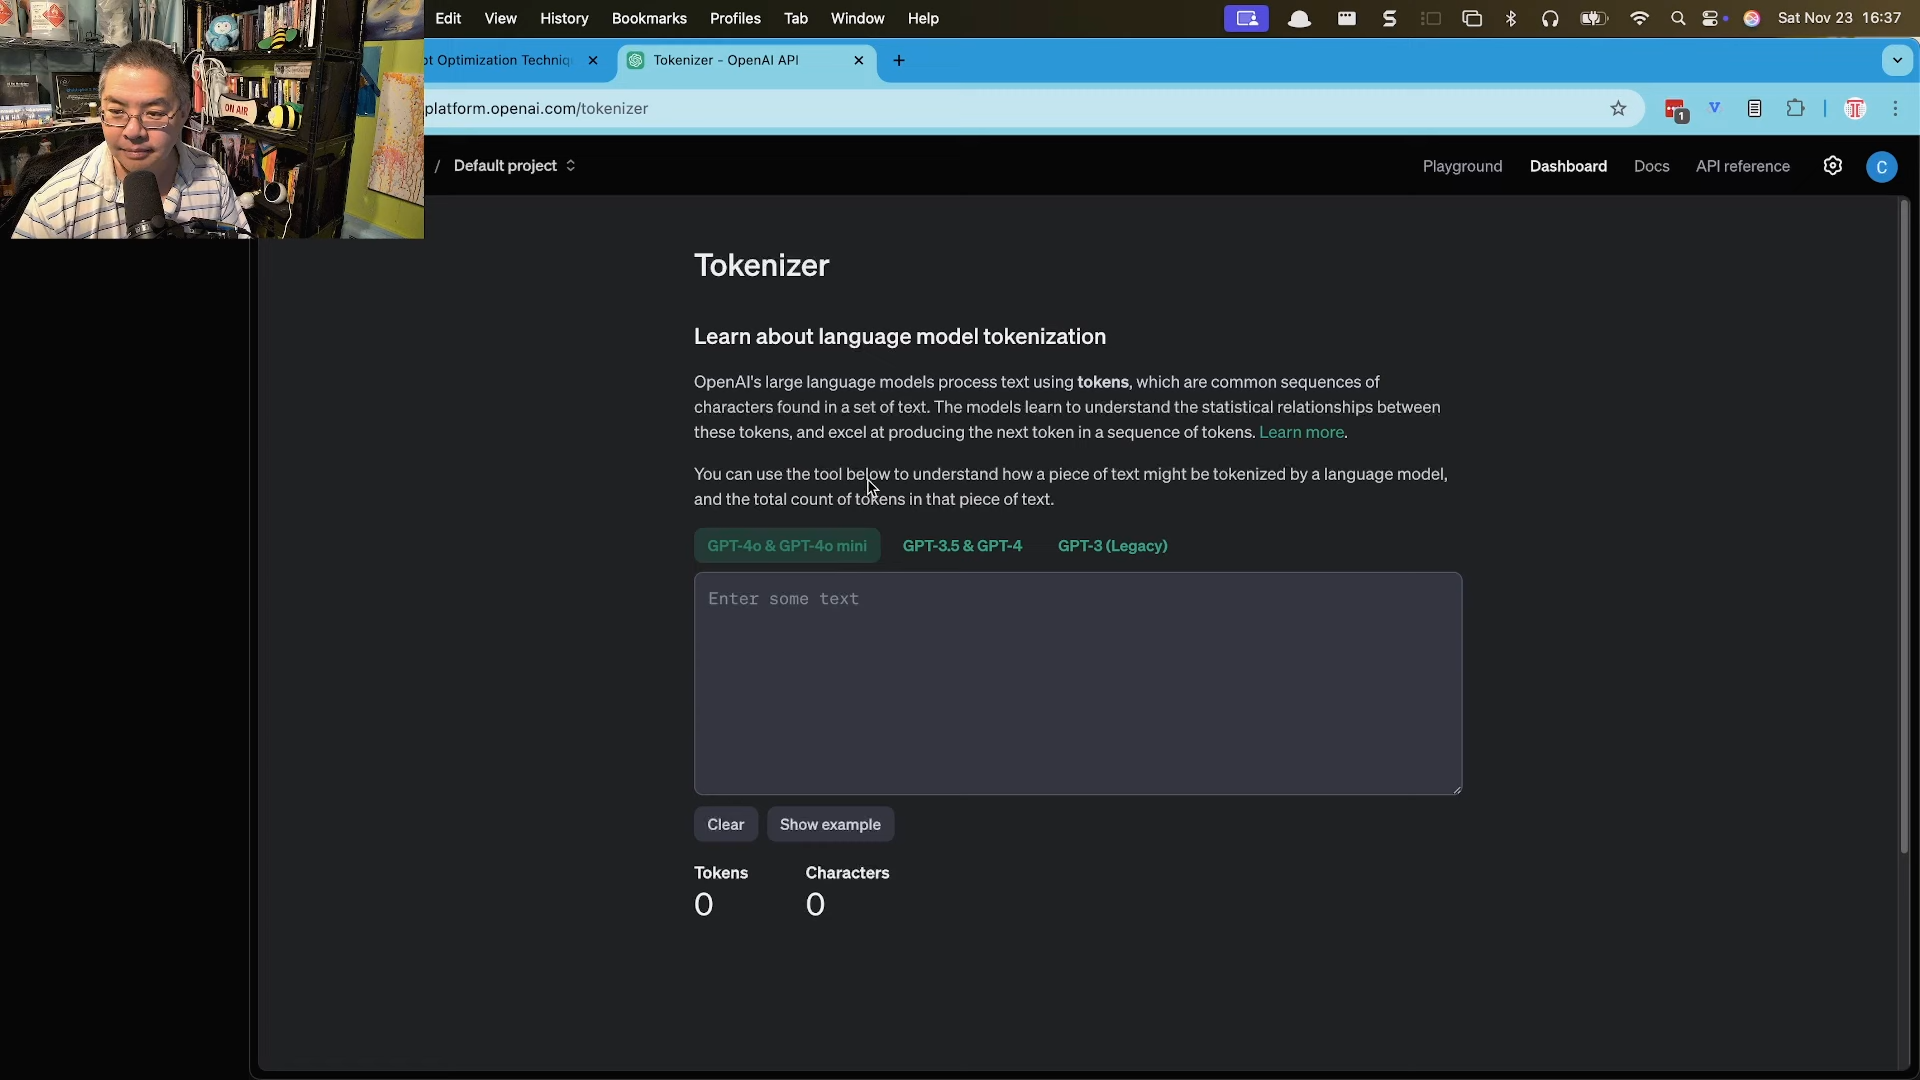 Edit View History Bookmarks Profiles Tab Window Help Sat Nov 23 16:37
ot Optimization Techniq Tokenizer - OpenAI API
platform.openai.com/tokenizer 1
/ Default project Playground Dashboard Docs API reference C
ON AIR
Tokenizer
Learn about language model tokenization
OpenAI's large language models process text using tokens, which are common sequences of
characters found in a set of text. The models learn to understand the statistical relationships between
these tokens, and excel at producing the next token in a sequence of tokens. Learn more.
You can use the tool below to understand how a piece of text might be tokenized by a language model,
and the total count of tokens in that piece of text.
GPT-4o & GPT-4o mini GPT-3.5 & GPT-4 GPT-3 (Legacy)
Enter some text
Clear Show example
Tokens Characters
0 0